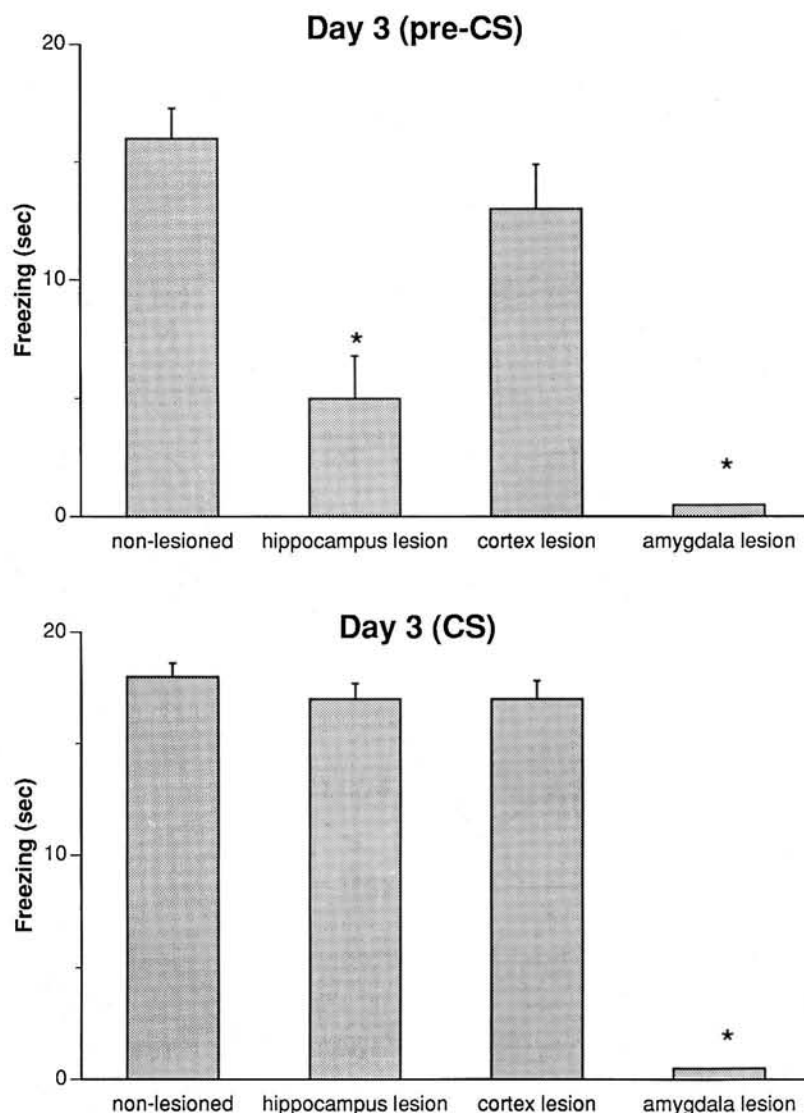 Day 3 (pre-CS)
20
10
0
Freezing (sec)
*
*
non-lesioned hippocampus lesion cortex lesion amygdala lesion
Day 3 (CS)
20
10
0
Freezing (sec)
*
non-lesioned hippocampus lesion cortex lesion amygdala lesion